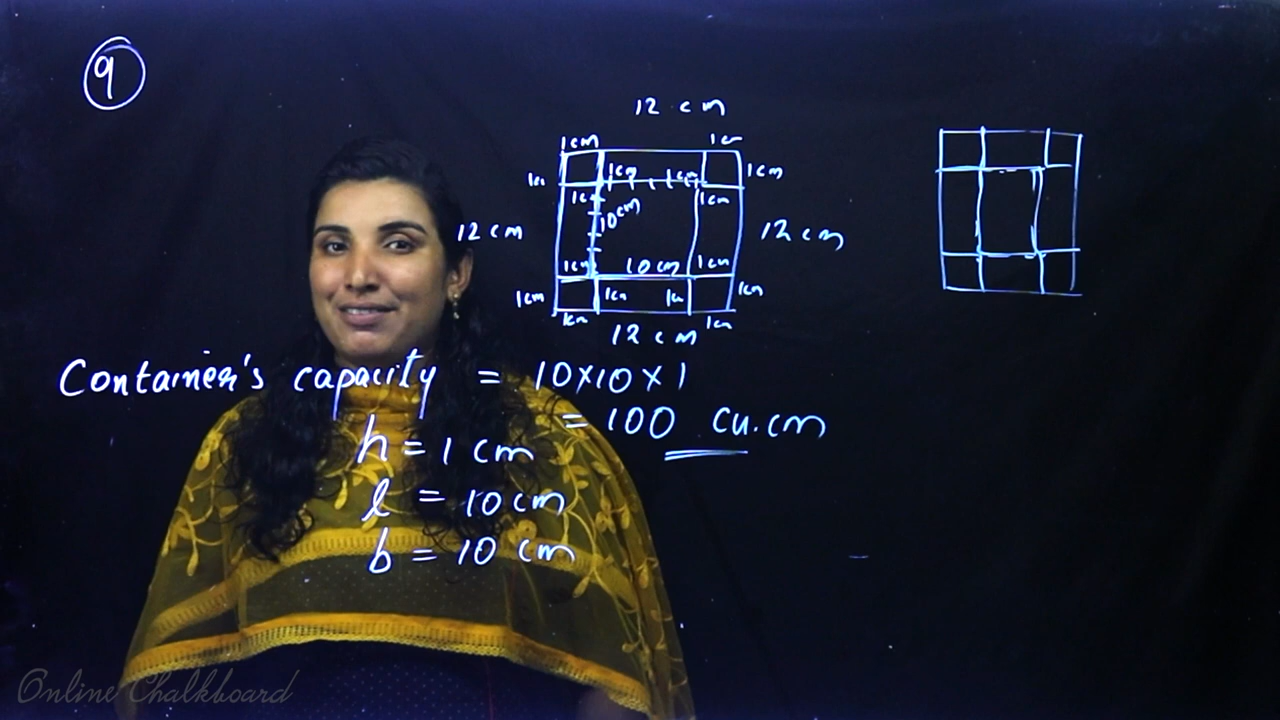 9
12 cm
1cm 1cm
1cm 1cm 1cm 1cm
1cm 1cm
10cm
12 cm 12 cm
1cm 10cm 1cm
1cm 1cm 1cm 1cm
1cm 1cm
12 cm
Container's capacity = 10×10×1
= 100 cu.cm
h = 1 cm
l = 10 cm
b = 10 cm
Online Chalkboard